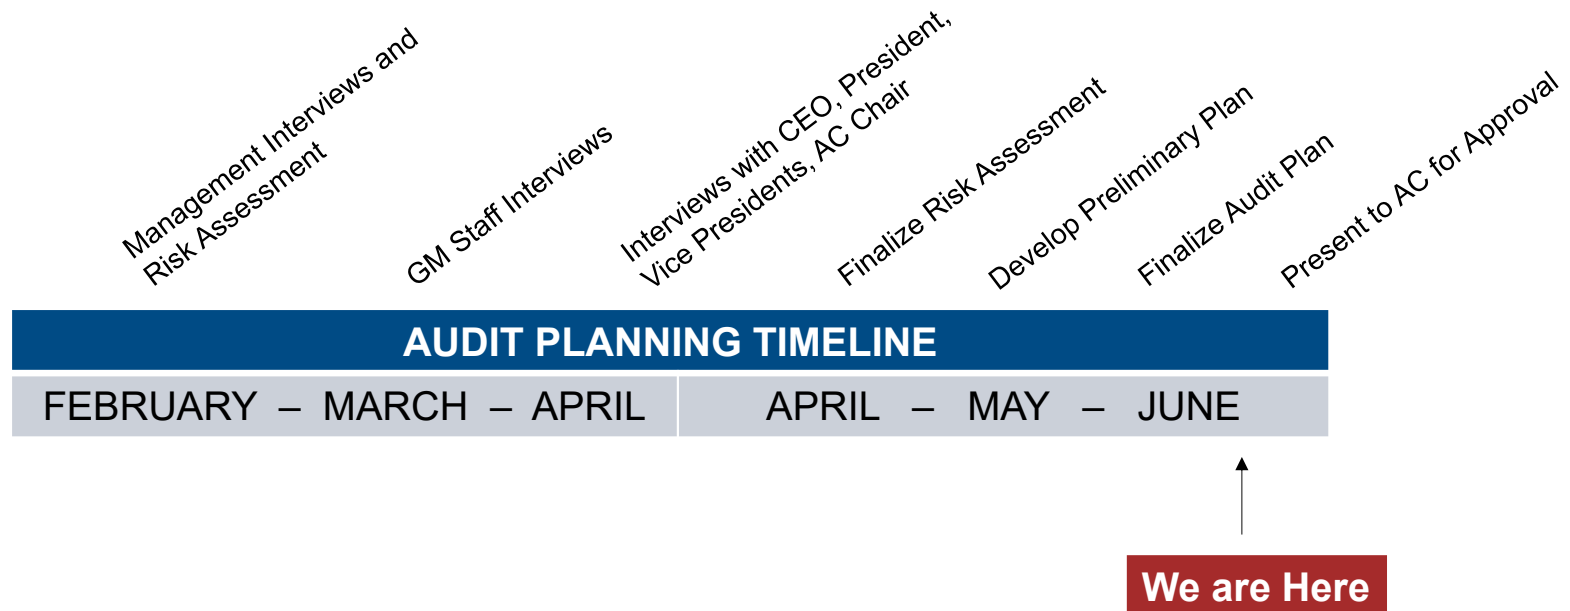 Management Interviews and
Risk Assessment
GM Staff Interviews
Interviews with CEO, President,
Vice Presidents, AC Chair
Finalize Risk Assessment
Develop Preliminary Plan
Finalize Audit Plan
Present to AC for Approval
AUDIT PLANNING TIMELINE
FEBRUARY – MARCH – APRIL
APRIL – MAY – JUNE
We are Here